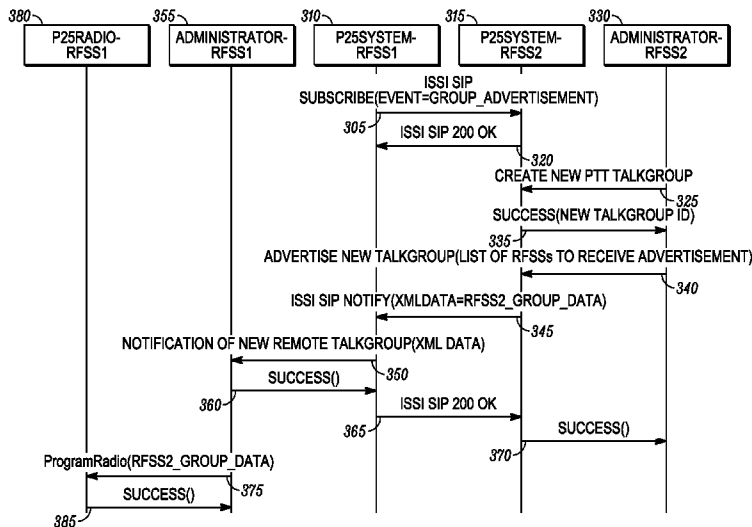 380
355
310
315
330
P25RADIO-
RFSS1
ADMINISTRATOR-
RFSS1
P25SYSTEM-
RFSS1
P25SYSTEM-
RFSS2
ADMINISTRATOR-
RFSS2
ISSI SIP
SUBSCRIBE(EVENT=GROUP_ADVERTISEMENT)
305
ISSI SIP 200 OK
320
CREATE NEW PTT TALKGROUP
325
SUCCESS(NEW TALKGROUP ID)
335
ADVERTISE NEW TALKGROUP(LIST OF RFSSs TO RECEIVE ADVERTISEMENT)
340
ISSI SIP NOTIFY(XMLDATA=RFSS2_GROUP_DATA)
345
NOTIFICATION OF NEW REMOTE TALKGROUP(XML DATA)
350
SUCCESS()
360
ISSI SIP 200 OK
365
SUCCESS()
370
ProgramRadio(RFSS2_GROUP_DATA)
375
SUCCESS()
385